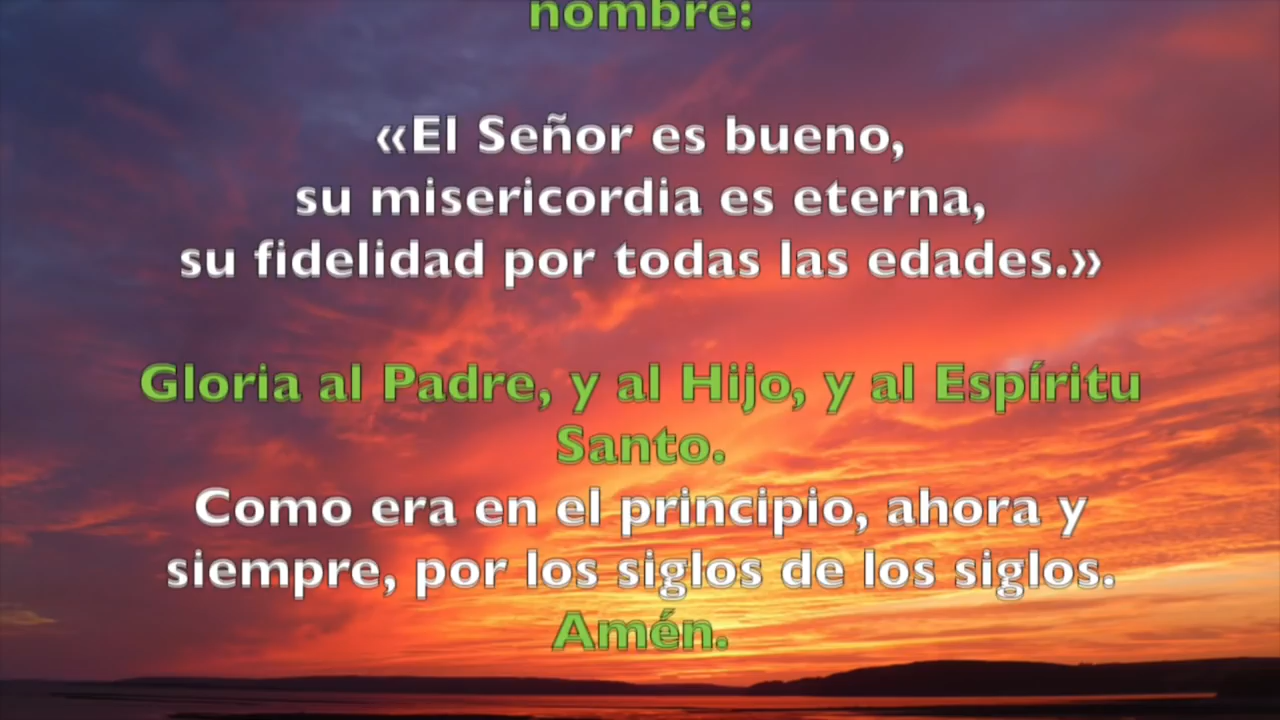 nombre:
«El Señor es bueno,
su misericordia es eterna,
su fidelidad por todas las edades.»
Gloria al Padre, y al Hijo, y al Espíritu
Santo.
Como era en el principio, ahora y
siempre, por los siglos de los siglos.
Amén.